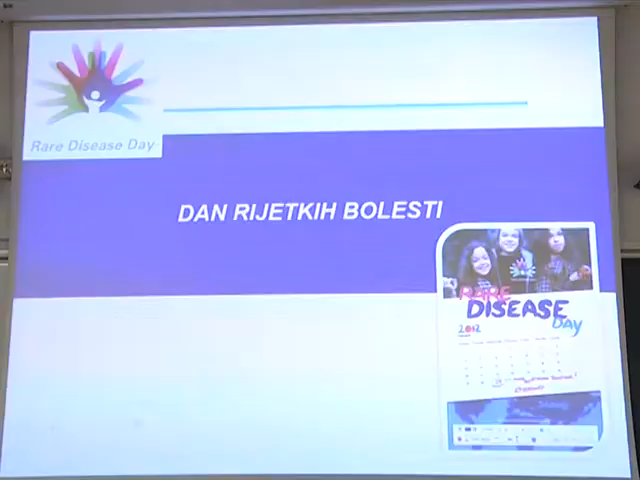 Rare Disease Day
DAN RIJETKIH BOLESTI
RARE
DISEASE
DAY
2012